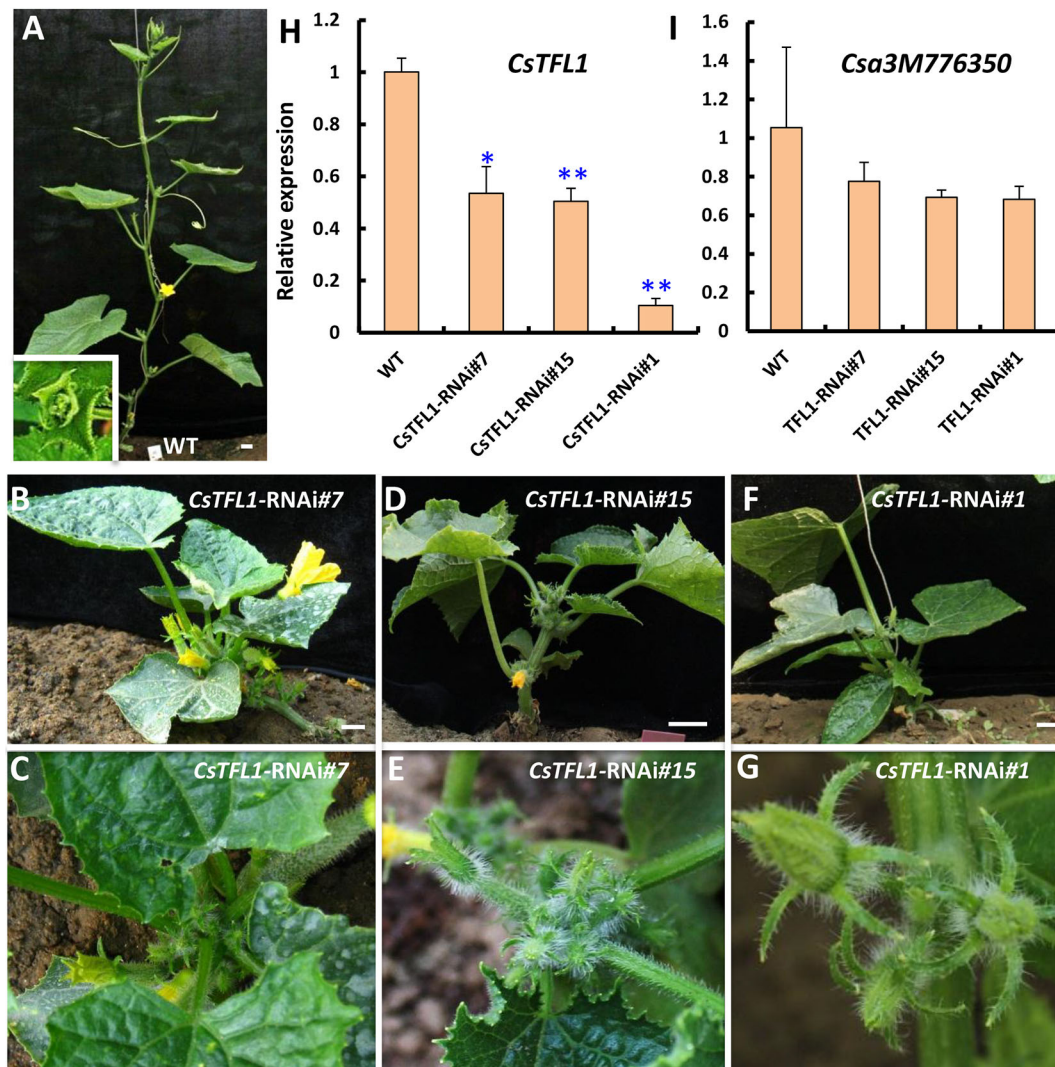 A
WT
H
CsTFL1
Relative expression
1.2
1
0.8
0.6
0.4
0.2
0
*
**
**
WT
CsTFL1-RNAi#7
CsTFL1-RNAi#15
CsTFL1-RNAi#1
I
Csa3M776350
1.6
1.4
1.2
1
0.8
0.6
0.4
0.2
0
WT
TFL1-RNAi#7
TFL1-RNAi#15
TFL1-RNAi#1
B
CsTFL1-RNAi#7
D
CsTFL1-RNAi#15
F
CsTFL1-RNAi#1
C
CsTFL1-RNAi#7
E
CsTFL1-RNAi#15
G
CsTFL1-RNAi#1